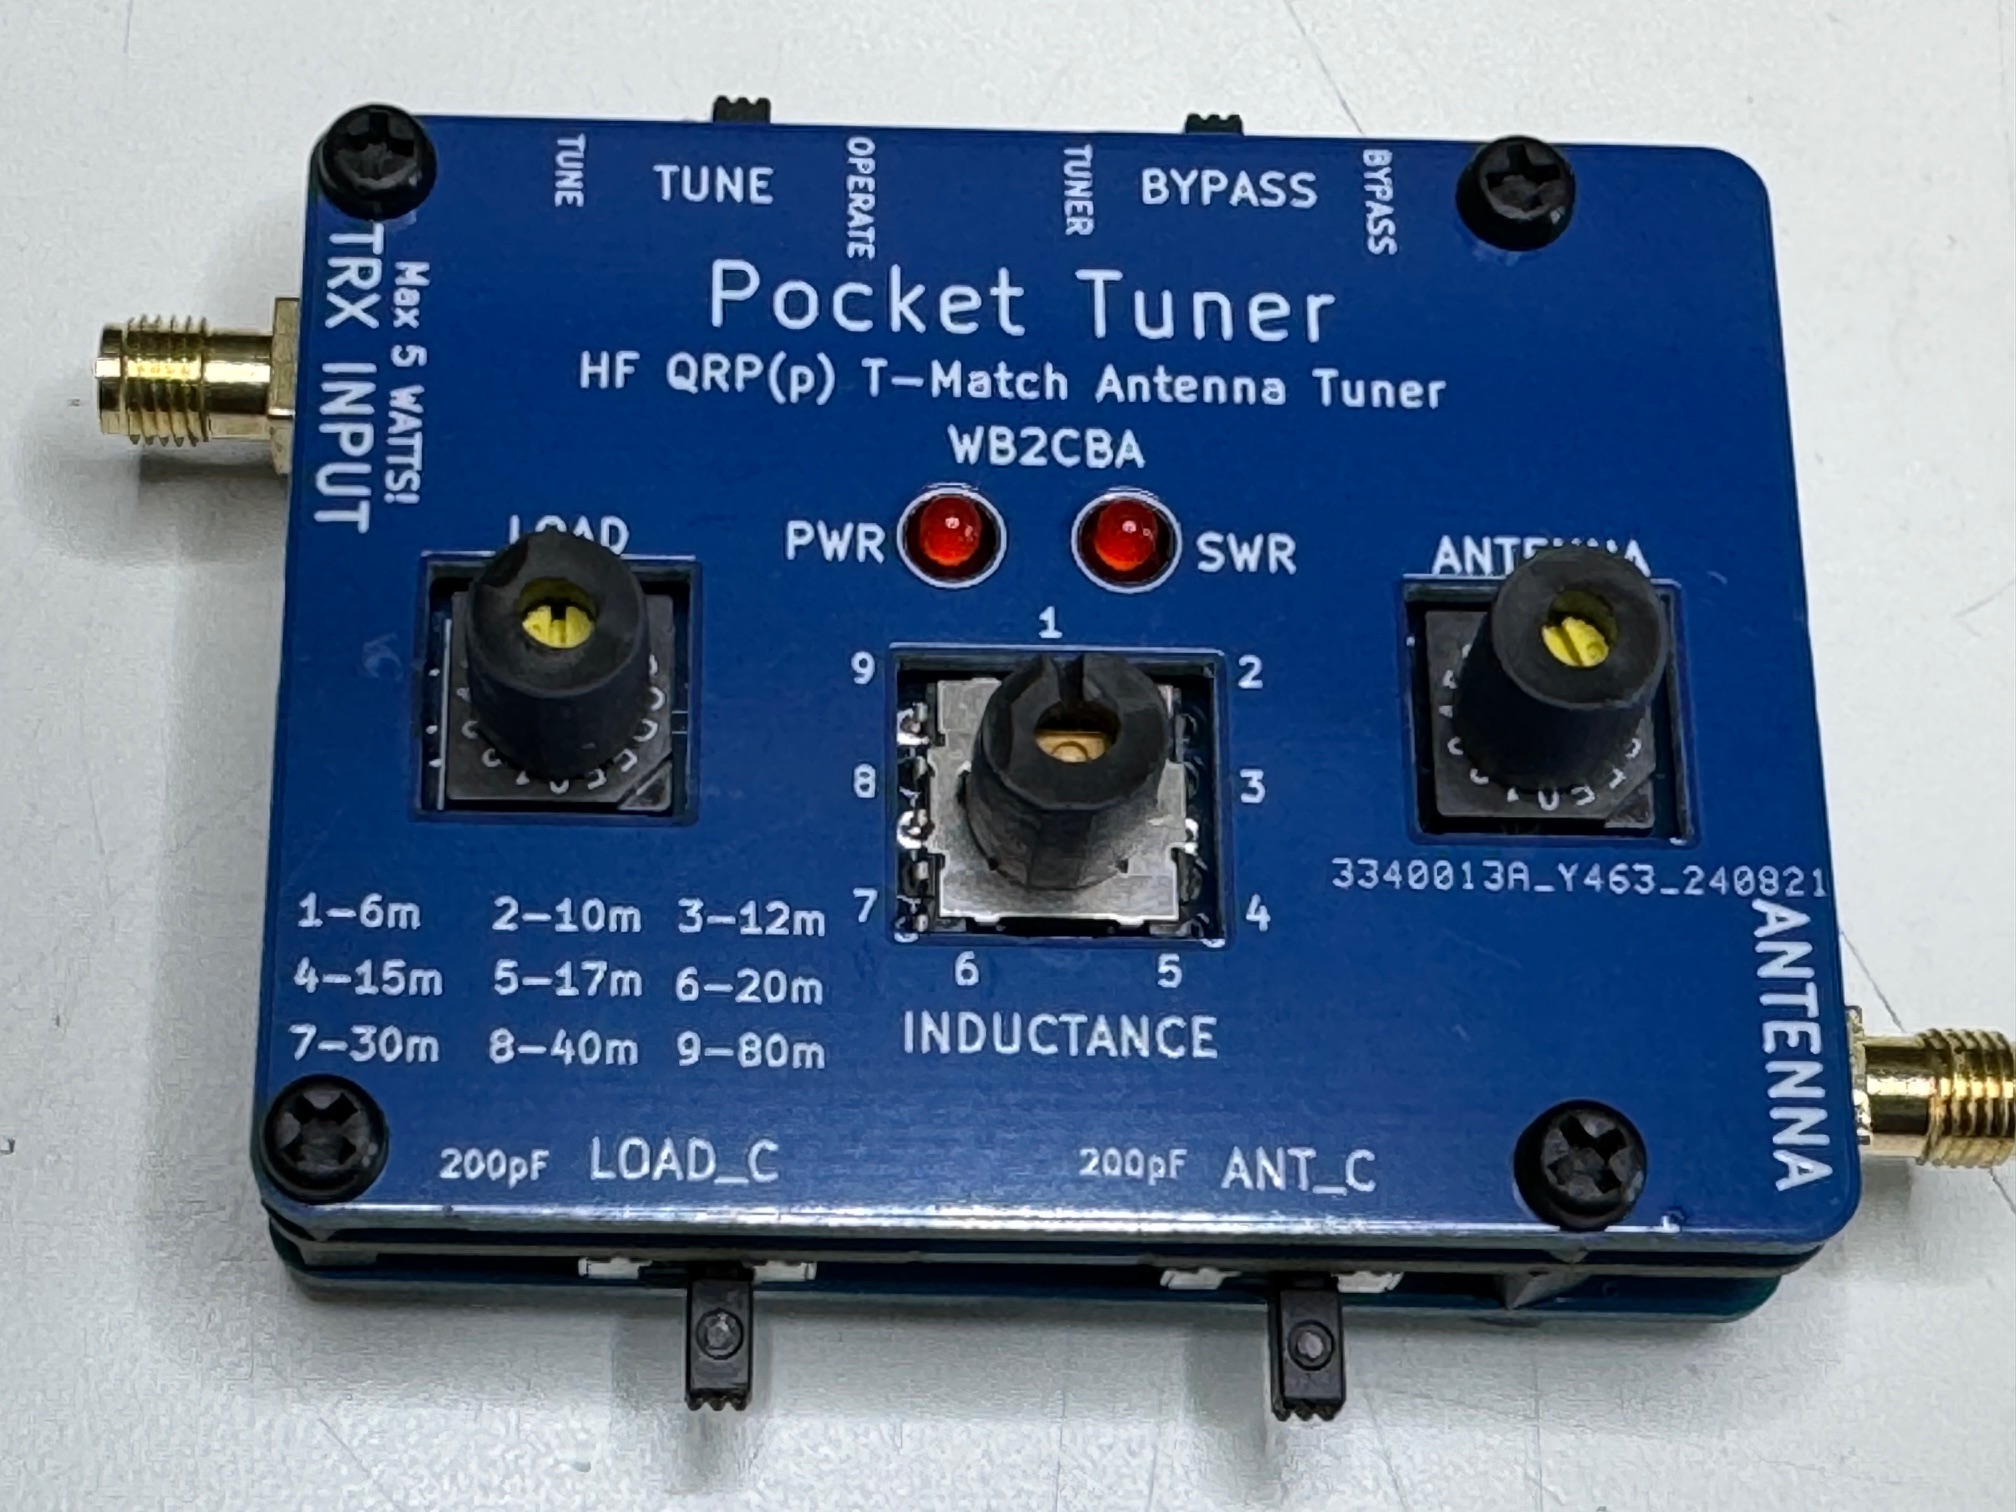 TUNE
TUNE
OPERATE
TUNER
BYPASS
BYPASS
TRX INPUT
Max 5 WATTS!
Pocket Tuner
HF QRP(p) T-Match Antenna Tuner
WB2CBA
PWR
SWR
LOAD
ANTENNA
1
2
3
4
5
6
7
8
9
INDUCTANCE
3340013A_Y463_240821
1-6m 2-10m 3-12m
4-15m 5-17m 6-20m
7-30m 8-40m 9-80m
ANTENNA
200pF LOAD_C
200pF ANT_C